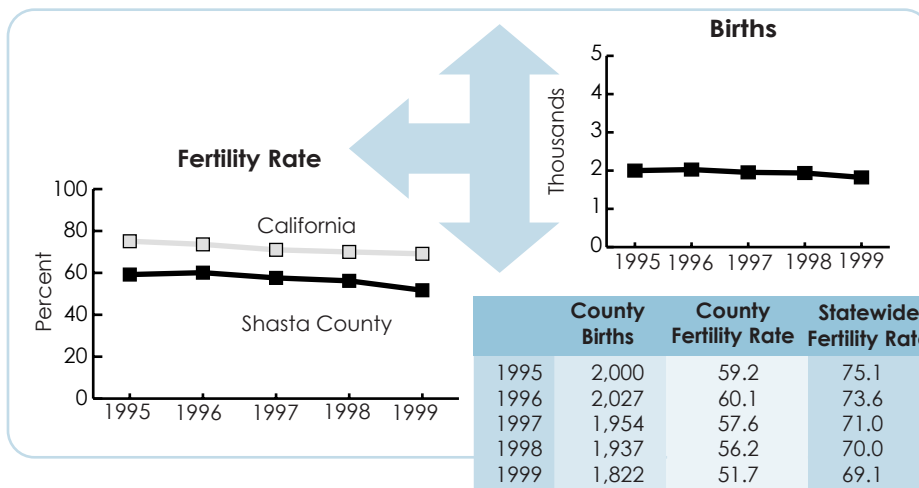 Births
5
4
3
2
1
0
Thousands
1995 1996 1997 1998 1999
Fertility Rate
100
80
60
40
20
0
Percent
California
Shasta County
1995 1996 1997 1998 1999
County Births County Fertility Rate Statewide Fertility Rat
1995 2,000 59.2 75.1
1996 2,027 60.1 73.6
1997 1,954 57.6 71.0
1998 1,937 56.2 70.0
1999 1,822 51.7 69.1